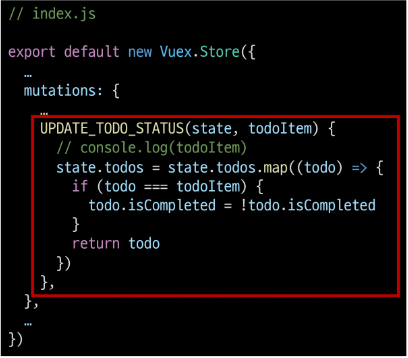 // index.js
export default new Vuex.Store({
…
mutations: {
…
UPDATE_TODO_STATUS(state, todoItem) {
// console.log(todoItem)
state.todos = state.todos.map((todo) => {
if (todo === todoItem) {
todo.isCompleted = !todo.isCompleted
}
return todo
})
},
},
…
})